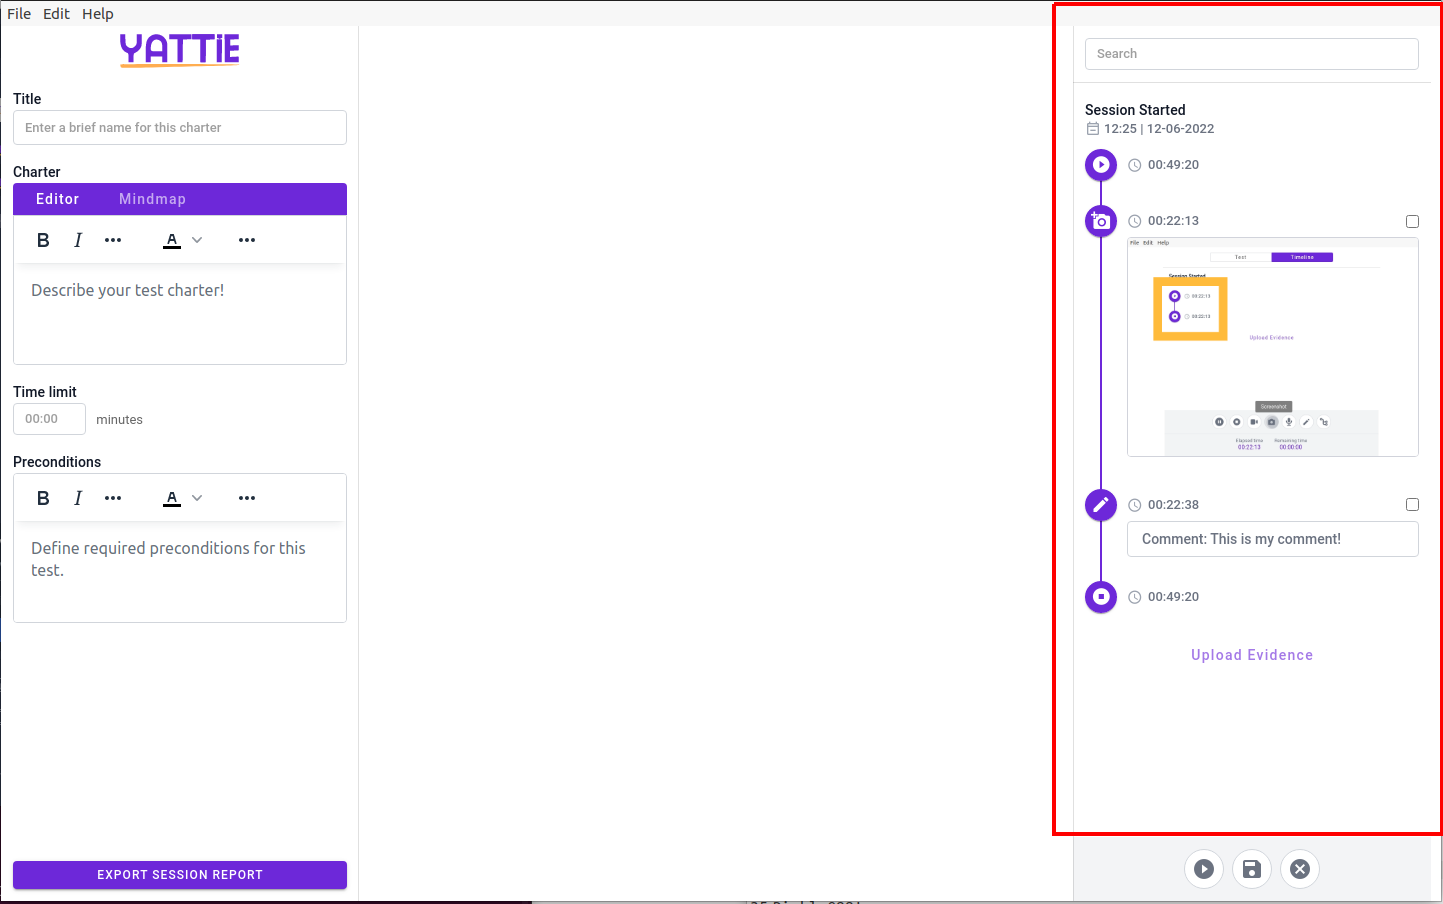 File Edit Help
YATTIE
Title
Enter a brief name for this charter
Charter
Editor Mindmap
B I ••• A •••
Describe your test charter!
Time limit
00:00 minutes
Preconditions
B I ••• A •••
Define required preconditions for this
test.
EXPORT SESSION REPORT
Search
Session Started
12:25 | 12-06-2022
00:49:20
00:22:13
File Edit Help
Test Timeline
Session Started
00:22:13
00:22:13
Upload Evidence
Screenshot
Elapsed time Remaining time
00:22:13 00:00:00
00:22:38
Comment: This is my comment!
00:49:20
Upload Evidence